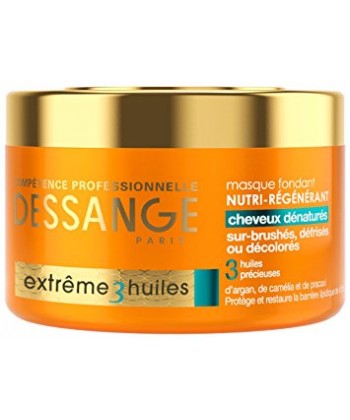 COMPÉTENCE PROFESSIONNELLE
DESSANGE
PARIS
extrême 3 huiles
masque fondant
NUTRI-RÉGÉNÉRANT
cheveux dénaturés
sur-brushés, défrisés
ou décolorés
3 huiles
précieuses
d'argan, de camélia et de pracaxi
Protège et restaure la barrière lipidique